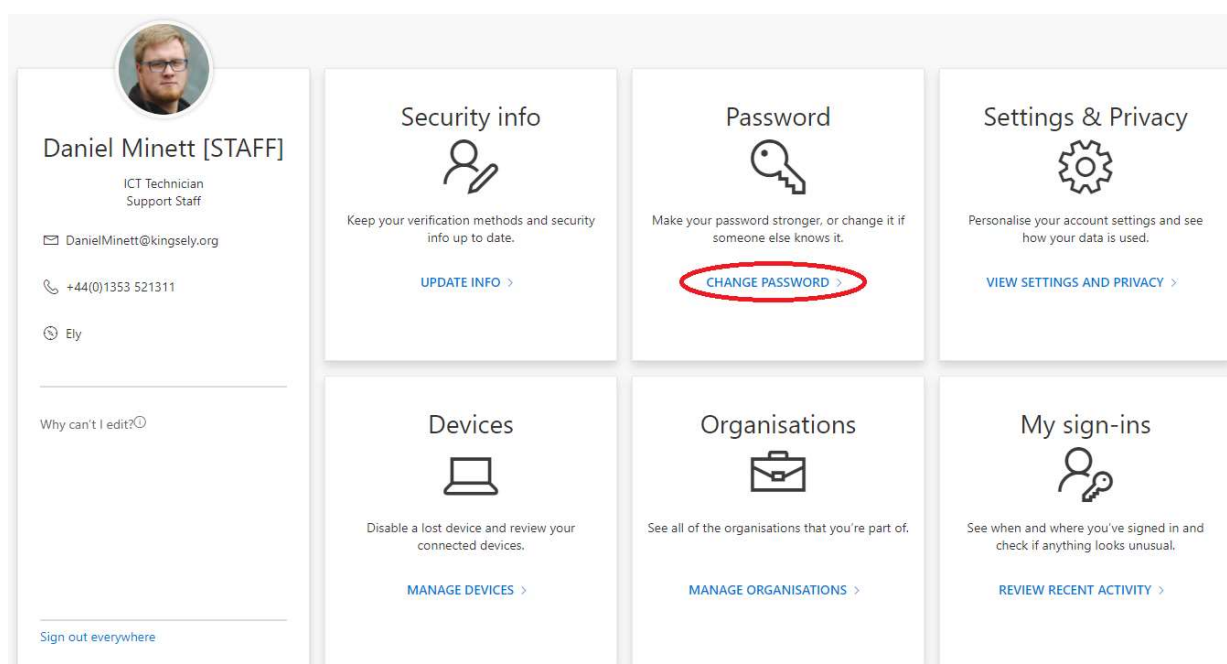 Daniel Minett [STAFF]
ICT Technician
Support Staff
DanielMinett@kingsely.org
+44(0)1353 521311
Ely
Why can't I edit?
Sign out everywhere
Security info
Keep your verification methods and security
info up to date.
UPDATE INFO >
Password
Make your password stronger, or change it if
someone else knows it.
CHANGE PASSWORD >
Settings & Privacy
Personalise your account settings and see
how your data is used.
VIEW SETTINGS AND PRIVACY >
Devices
Disable a lost device and review your
connected devices.
MANAGE DEVICES >
Organisations
See all of the organisations that you're part of.
MANAGE ORGANISATIONS >
My sign-ins
See when and where you've signed in and
check if anything looks unusual.
REVIEW RECENT ACTIVITY >